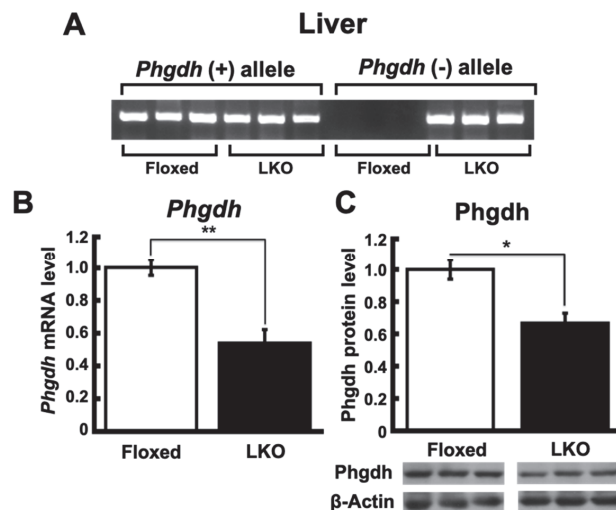 A
Liver
Phgdh (+) allele Phgdh (-) allele
Floxed LKO Floxed LKO
B
Phgdh
**
Phgdh mRNA level
1.2
1.0
0.8
0.6
0.4
0.2
0
Floxed LKO
C
Phgdh
*
Phgdh protein level
1.2
1.0
0.8
0.6
0.4
0.2
0
Floxed LKO
Phgdh
β-Actin